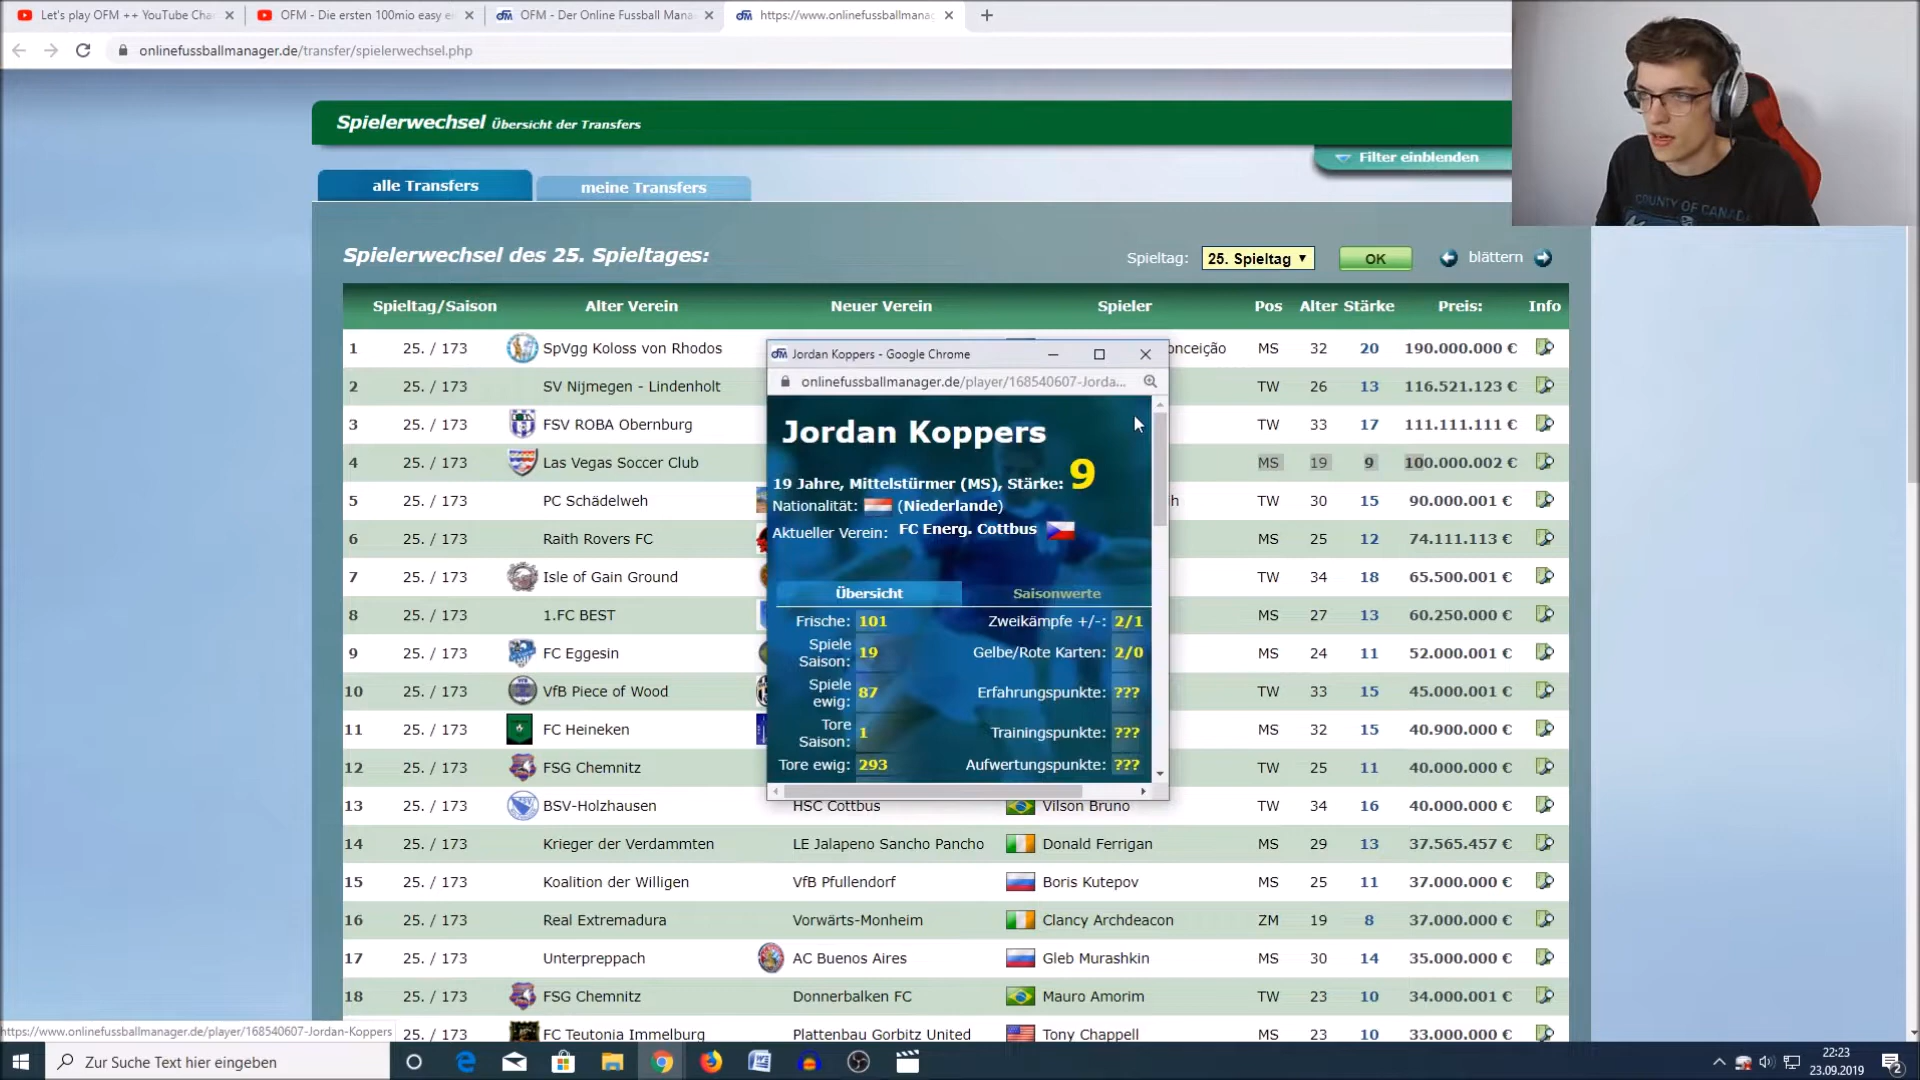 Let's play OFM ++ YouTube Cha
OFM - Die ersten 100mio easy e
OFM - Der Online Fussball Mana
https://www.onlinefussballmanag
onlinefussballmanager.de/transfer/spielerwechsel.php
COUNTY OF CANAD
Spielerwechsel Übersicht der Transfers
Filter einblenden
alle Transfers
meine Transfers
Spielerwechsel des 25. Spieltages:
Spieltag: 25. Spieltag OK blättern
Spieltag/Saison Alter Verein Neuer Verein Spieler Pos Alter Stärke Preis: Info
1 25. / 173 SpVgg Koloss von Rhodos onceição MS 32 20 190.000.000 €
2 25. / 173 SV Nijmegen - Lindenholt TW 26 13 116.521.123 €
3 25. / 173 FSV ROBA Obernburg TW 33 17 111.111.111 €
4 25. / 173 Las Vegas Soccer Club MS 19 9 100.000.002 €
5 25. / 173 PC Schädelweh h TW 30 15 90.000.001 €
6 25. / 173 Raith Rovers FC MS 25 12 74.111.113 €
7 25. / 173 Isle of Gain Ground TW 34 18 65.500.001 €
8 25. / 173 1.FC BEST MS 27 13 60.250.000 €
9 25. / 173 FC Eggesin MS 24 11 52.000.001 €
10 25. / 173 VfB Piece of Wood TW 33 15 45.000.001 €
11 25. / 173 FC Heineken MS 32 15 40.900.000 €
12 25. / 173 FSG Chemnitz TW 25 11 40.000.000 €
13 25. / 173 BSV-Holzhausen HSC Cottbus Vilson Bruno TW 34 16 40.000.000 €
14 25. / 173 Krieger der Verdammten LE Jalapeno Sancho Pancho Donald Ferrigan MS 29 13 37.565.457 €
15 25. / 173 Koalition der Willigen VfB Pfullendorf Boris Kutepov MS 25 11 37.000.000 €
16 25. / 173 Real Extremadura Vorwärts-Monheim Clancy Archdeacon ZM 19 8 37.000.000 €
17 25. / 173 Unterpreppach AC Buenos Aires Gleb Murashkin MS 30 14 35.000.000 €
18 25. / 173 FSG Chemnitz Donnerbalken FC Mauro Amorim TW 23 10 34.000.001 €
25. / 173 FC Teutonia Immelburg Plattenbau Gorbitz United Tony Chappell MS 23 10 33.000.000 €
Jordan Koppers - Google Chrome
onlinefussballmanager.de/player/168540607-Jorda...
Jordan Koppers
19 Jahre, Mittelstürmer (MS), Stärke: 9
Nationalität: (Niederlande)
Aktueller Verein: FC Energ. Cottbus
Übersicht Saisonwerte
Frische: 101 Zweikämpfe +/-: 2/1
Spiele Saison: 19 Gelbe/Rote Karten: 2/0
Spiele ewig: 87 Erfahrungspunkte: ???
Tore Saison: 1 Trainingspunkte: ???
Tore ewig: 293 Aufwertungspunkte: ???
https://www.onlinefussballmanager.de/player/168540607-Jordan-Koppers
Zur Suche Text hier eingeben
22:23
23.09.2019
2